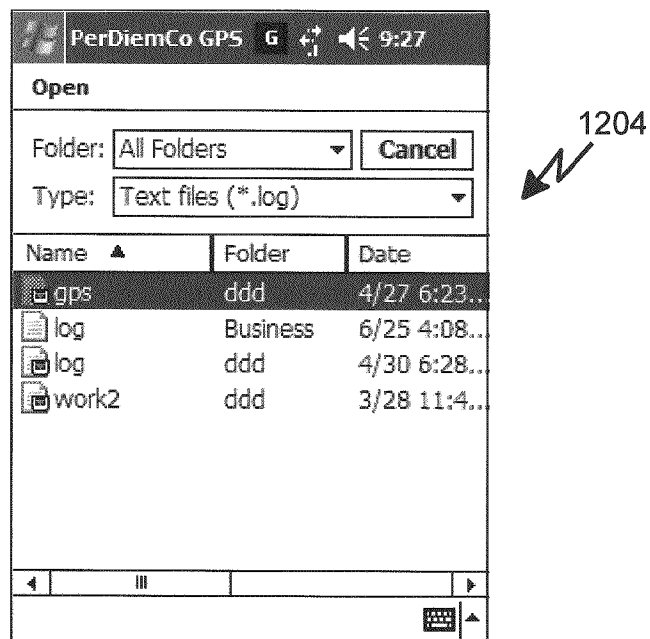 PerDiemCo GPS G 9:27
Open
1204
Folder: All Folders Cancel
Type: Text files (*.log)
Name Folder Date
gps ddd 4/27 6:23...
log Business 6/25 4:08...
log ddd 4/30 6:28...
work2 ddd 3/28 11:4...